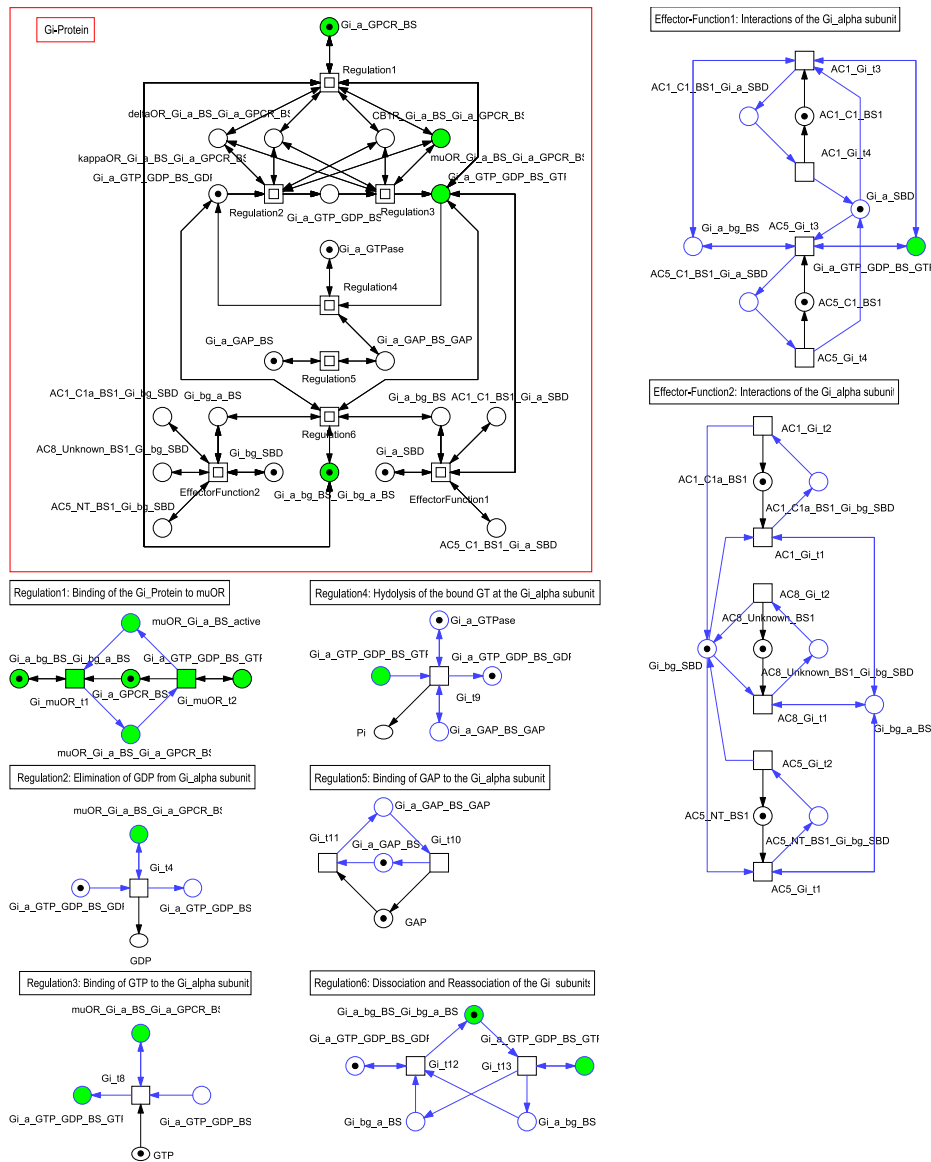 Gi-Protein
Gi_a_GPCR_BS
Regulation1
deltaOR_Gi_a_BS_Gi_a_GPCR_BS
CB1R_Gi_a_BS_Gi_a_GPCR_BS
kappaOR_Gi_a_BS_Gi_a_GPCR_BS
muOR_Gi_a_BS_Gi_a_GPCR_BS
Gi_a_GTP_GDP_BS_GDP
Gi_a_GTP_GDP_BS_GTP
Regulation2
Gi_a_GTP_GDP_BS
Regulation3
Gi_a_GTPase
Regulation4
Gi_a_GAP_BS
Gi_a_GAP_BS_GAP
Regulation5
AC1_C1a_BS1_Gi_bg_SBD
Gi_bg_a_BS
Gi_a_bg_BS
AC1_C1_BS1_Gi_a_SBD
Regulation6
AC8_Unknown_BS1_Gi_bg_SBD
Gi_bg_SBD
Gi_a_SBD
EffectorFunction2
Gi_a_bg_BS_Gi_bg_a_BS
EffectorFunction1
AC5_NT_BS1_Gi_bg_SBD
AC5_C1_BS1_Gi_a_SBD
Effector-Function1: Interactions of the Gi_alpha subunit
AC1_Gi_t3
AC1_C1_BS1_Gi_a_SBD
AC1_C1_BS1
AC1_Gi_t4
Gi_a_SBD
Gi_a_bg_BS
AC5_Gi_t3
AC5_C1_BS1_Gi_a_SBD
Gi_a_GTP_GDP_BS_GTP
AC5_C1_BS1
AC5_Gi_t4
Effector-Function2: Interactions of the Gi_alpha subunit
AC1_Gi_t2
AC1_C1a_BS1
AC1_C1a_BS1_Gi_bg_SBD
AC1_Gi_t1
AC8_Gi_t2
AC8_Unknown_BS1
Gi_bg_SBD
AC8_Unknown_BS1_Gi_bg_SBD
Gi_bg_a_BS
AC8_Gi_t1
AC5_Gi_t2
AC5_NT_BS1
AC5_NT_BS1_Gi_bg_SBD
AC5_Gi_t1
Regulation1: Binding of the Gi_Protein to muOR
muOR_Gi_a_BS_active
Gi_a_bg_BS_Gi_bg_a_BS
Gi_a_GTP_GDP_BS_GTP
Gi_muOR_t1
Gi_a_GPCR_BS
Gi_muOR_t2
muOR_Gi_a_BS_Gi_a_GPCR_BS
Regulation4: Hydolysis of the bound GT at the Gi_alpha subunit
Gi_a_GTPase
Gi_a_GTP_GDP_BS_GTP
Gi_a_GTP_GDP_BS_GDP
Gi_t9
Pi
Gi_a_GAP_BS_GAP
Regulation2: Elimination of GDP from Gi_alpha subunit
muOR_Gi_a_BS_Gi_a_GPCR_BS
Gi_t4
Gi_a_GTP_GDP_BS_GDP
Gi_a_GTP_GDP_BS
GDP
Regulation5: Binding of GAP to the Gi_alpha subunit
Gi_a_GAP_BS_GAP
Gi_t11
Gi_t10
Gi_a_GAP_BS
GAP
Regulation3: Binding of GTP to the Gi_alpha subunit
muOR_Gi_a_BS_Gi_a_GPCR_BS
Gi_t8
Gi_a_GTP_GDP_BS_GTP
Gi_a_GTP_GDP_BS
GTP
Regulation6: Dissociation and Reassociation of the Gi subunits
Gi_a_bg_BS_Gi_bg_a_BS
Gi_a_GTP_GDP_BS_GDP
Gi_a_GTP_GDP_BS_GTP
Gi_t12
Gi_t13
Gi_bg_a_BS
Gi_a_bg_BS